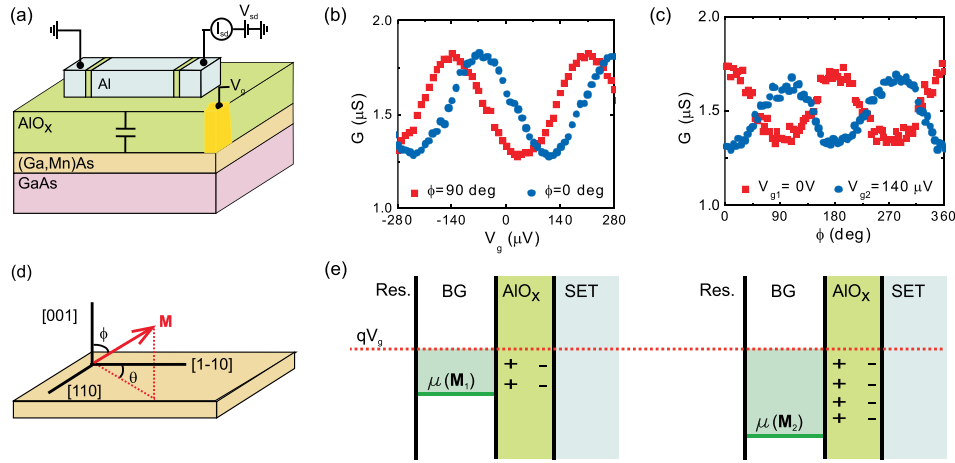 (a)
V_sd
I_sd
Al
V_g
AlO_x
(Ga,Mn)As
GaAs
(b)
2.0
1.5
1.0
G (µS)
ϕ=90 deg
ϕ=0 deg
-280
-140
0
140
280
V_g (µV)
(c)
2.0
1.5
1.0
G (µS)
V_g1= 0V
V_g2=140 µV
0
90
180
270
360
ϕ (deg)
(d)
[001]
M
ϕ
[1-10]
θ
[110]
(e)
Res. BG AlO_x SET
qV_g
+ -
+ -
µ(M_1)
Res. BG AlO_x SET
+ -
+ -
+ -
+ -
µ(M_2)